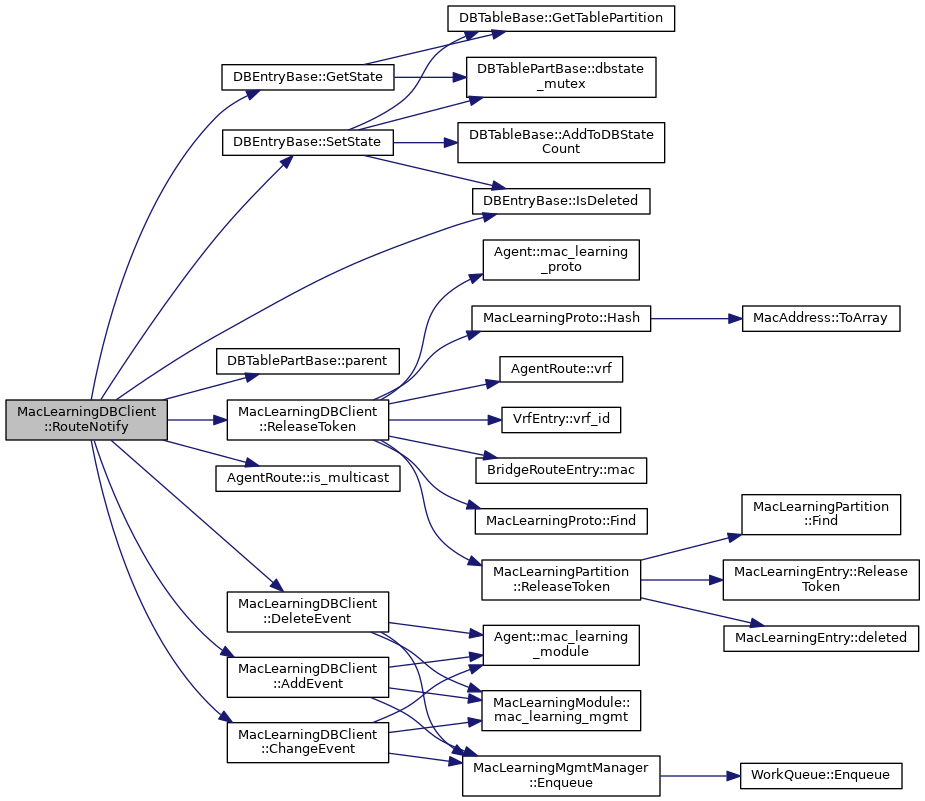 DBTableBase::GetTablePartition
DBEntryBase::GetState
DBTablePartBase::dbstate
_mutex
DBEntryBase::SetState
DBTableBase::AddToDBState
Count
DBEntryBase::IsDeleted
Agent::mac_learning
_proto
MacLearningProto::Hash
MacAddress::ToArray
DBTablePartBase::parent
AgentRoute::vrf
MacLearningDBClient
::RouteNotify
MacLearningDBClient
::ReleaseToken
VrfEntry::vrf_id
AgentRoute::is_multicast
BridgeRouteEntry::mac
MacLearningProto::Find
MacLearningPartition
::Find
MacLearningPartition
::ReleaseToken
MacLearningEntry::Release
Token
MacLearningEntry::deleted
MacLearningDBClient
::DeleteEvent
Agent::mac_learning
_module
MacLearningDBClient
::AddEvent
MacLearningModule::
mac_learning_mgmt
MacLearningDBClient
::ChangeEvent
MacLearningMgmtManager
::Enqueue
WorkQueue::Enqueue